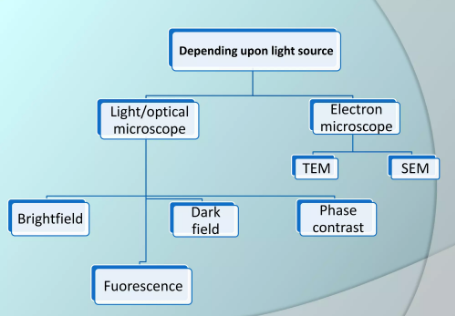 Depending upon light source
Light/optical
microscope
Electron
microscope
TEM
SEM
Brightfield
Dark
field
Phase
contrast
Fuorescence